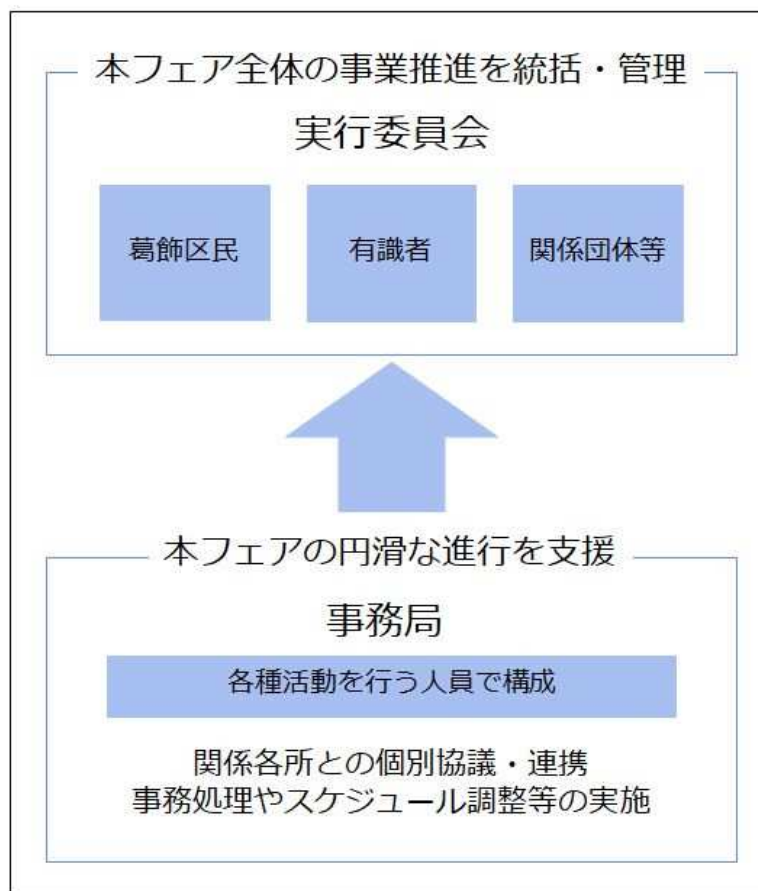 本フェア全体の事業推進を統括・管理
実行委員会
葛飾区民
有識者
関係団体等
本フェアの円滑な進行を支援
事務局
各種活動を行う人員で構成
関係各所との個別協議・連携
事務処理やスケジュール調整等の実施